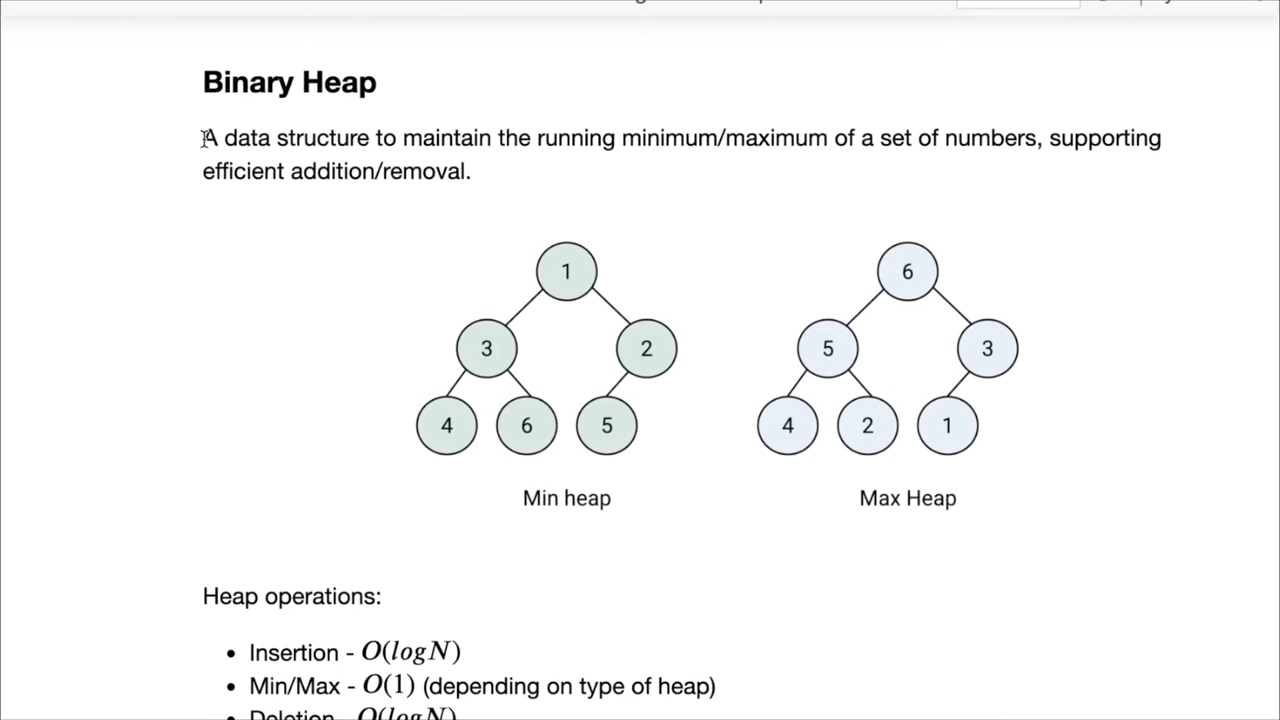 Binary Heap
A data structure to maintain the running minimum/maximum of a set of numbers, supporting
efficient addition/removal.
1
6
3
2
5
3
4
6
5
4
2
1
Min heap
Max Heap
Heap operations:
• Insertion - O(logN)
• Min/Max - O(1) (depending on type of heap)
• Deletion - O(logN)